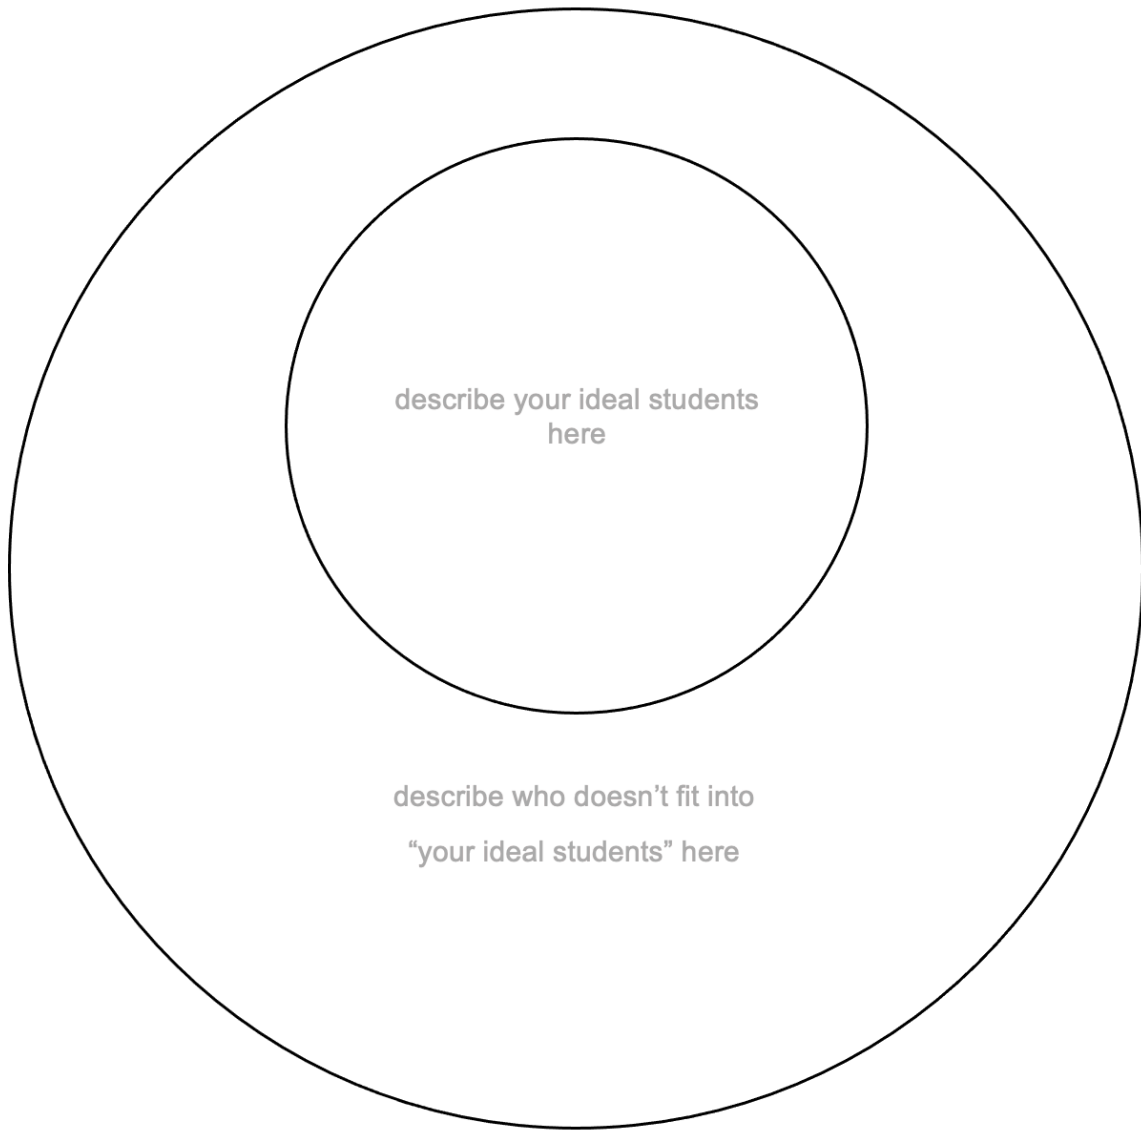 describe your ideal students
here
describe who doesn’t fit into
“your ideal students” here